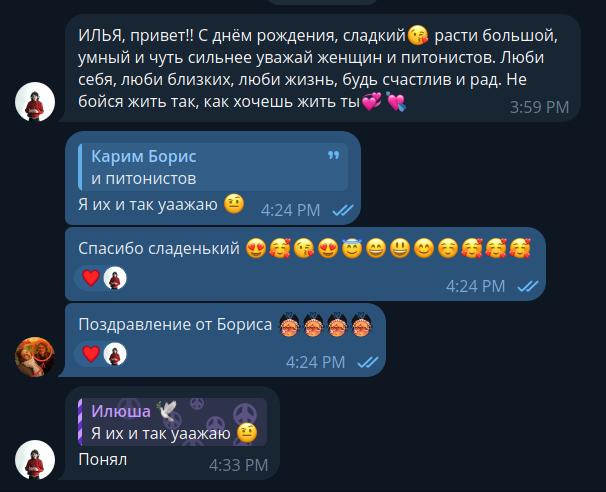 ИЛЬЯ, привет!! С днём рождения, сладкий😘 расти большой,
умный и чуть сильнее уважай женщин и питонистов. Люби
себя, люби близких, люби жизнь, будь счастлив и рад. Не
бойся жить так, как хочешь жить ты💞💘
3:59 PM
Карим Борис
и питонистов
Я их и так уаажаю 🤨
4:24 PM
Спасибо сладенький 😍🥰😘😍😇😄😃😊☺️🥰🥰🥰
4:24 PM
Поздравление от Бориса
4:24 PM
Илюша 🕊
Я их и так уаажаю 🤨
Понял
4:33 PM